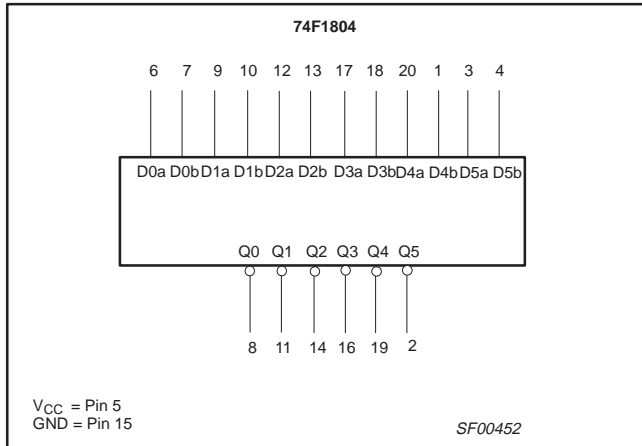 74F1804
6 7 9 10 12 13 17 18 20 1 3 4
D0a D0b D1a D1b D2a D2b D3a D3b D4a D4b D5a D5b
Q0 Q1 Q2 Q3 Q4 Q5
8 11 14 16 19 2
VCC = Pin 5
GND = Pin 15
SF00452